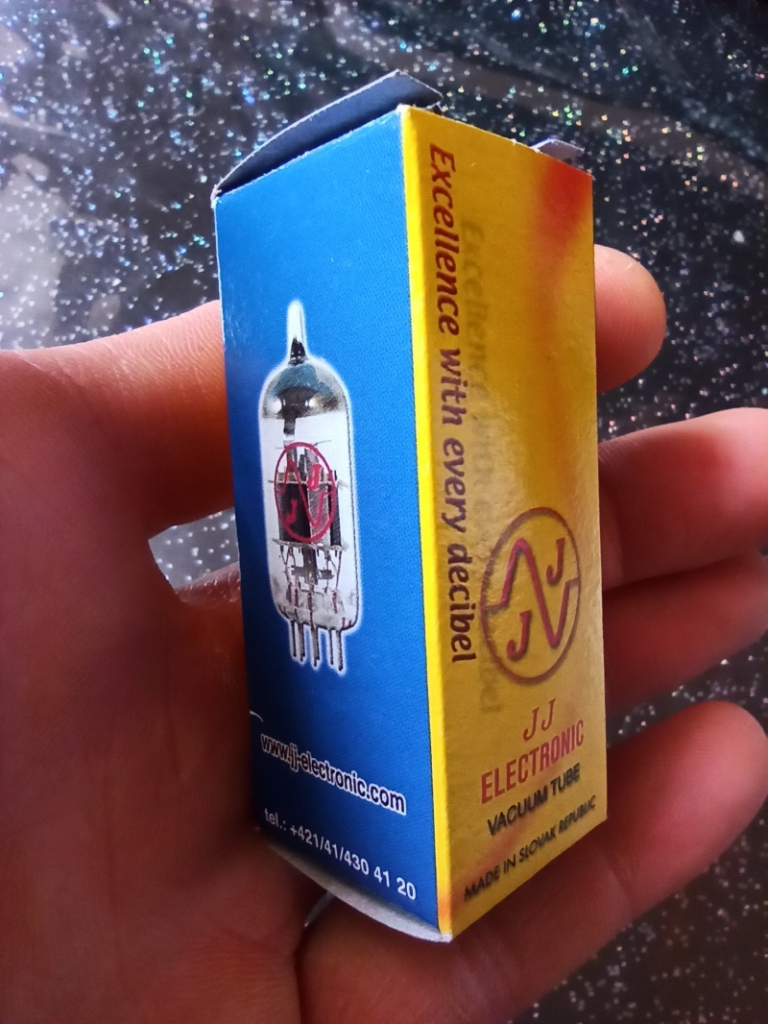 JJ
www.jj-electronic.com
tel.: +421/41/430 41 20
Excellence with every decibel
JJ
JJ
ELECTRONIC
VACUUM TUBE
MADE IN SLOVAK REPUBLIC